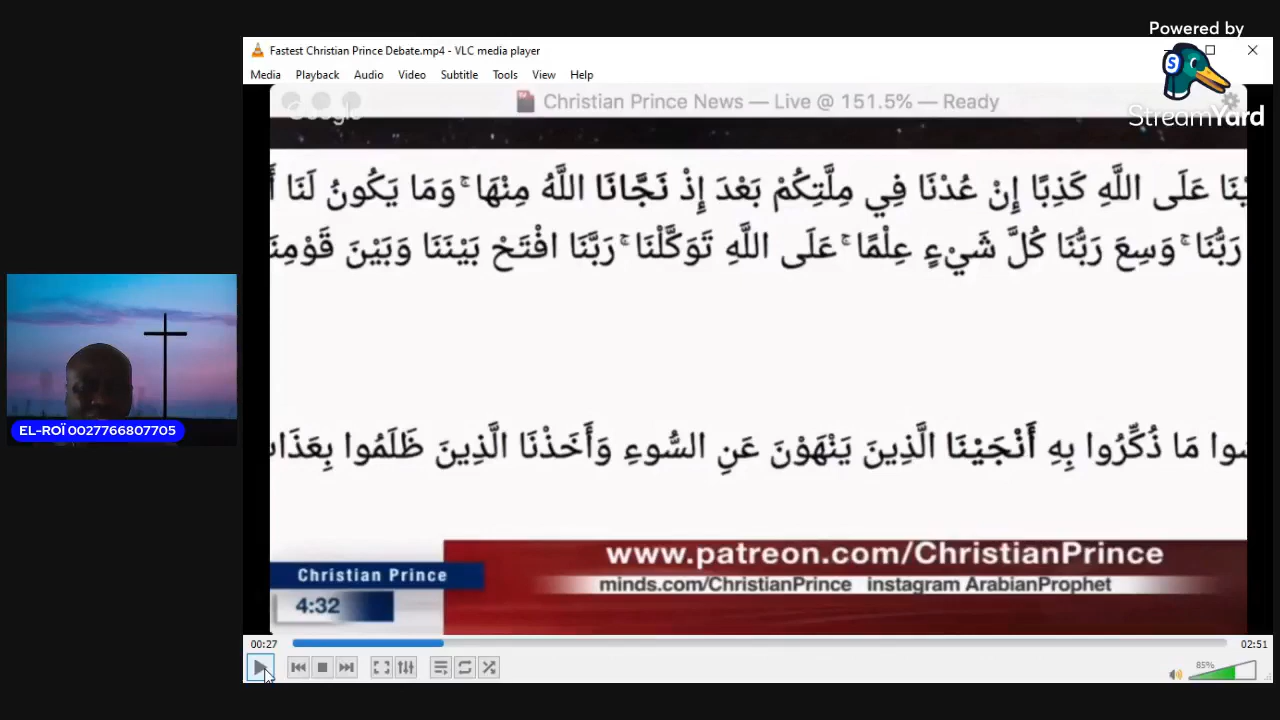 Powered by
StreamYard
Fastest Christian Prince Debate.mp4 - VLC media player
Media Playback Audio Video Subtitle Tools View Help
Christian Prince News — Live @ 151.5% — Ready
Google
عَلَى اللَّهِ كَذِبًا إِنْ عُدْنَا فِي مِلَّتِكُمْ بَعْدَ إِذْ نَجَّانَا اللَّهُ مِنْهَا ۚ وَمَا يَكُونُ لَنَا
رَبُّنَا ۚ وَسِعَ رَبُّنَا كُلَّ شَيْءٍ عِلْمًا ۚ عَلَى اللَّهِ تَوَكَّلْنَا ۚ رَبَّنَا افْتَحْ بَيْنَنَا وَبَيْنَ
مَا ذُكِّرُوا بِهِ أَنْجَيْنَا الَّذِينَ يَنْهَوْنَ عَنِ السُّوءِ وَأَخَذْنَا الَّذِينَ ظَلَمُوا
EL-ROÏ 0027766807705
www.patreon.com/ChristianPrince
Christian Prince
minds.com/ChristianPrince instagram ArabianProphet
4:32
00:27
02:51
85%